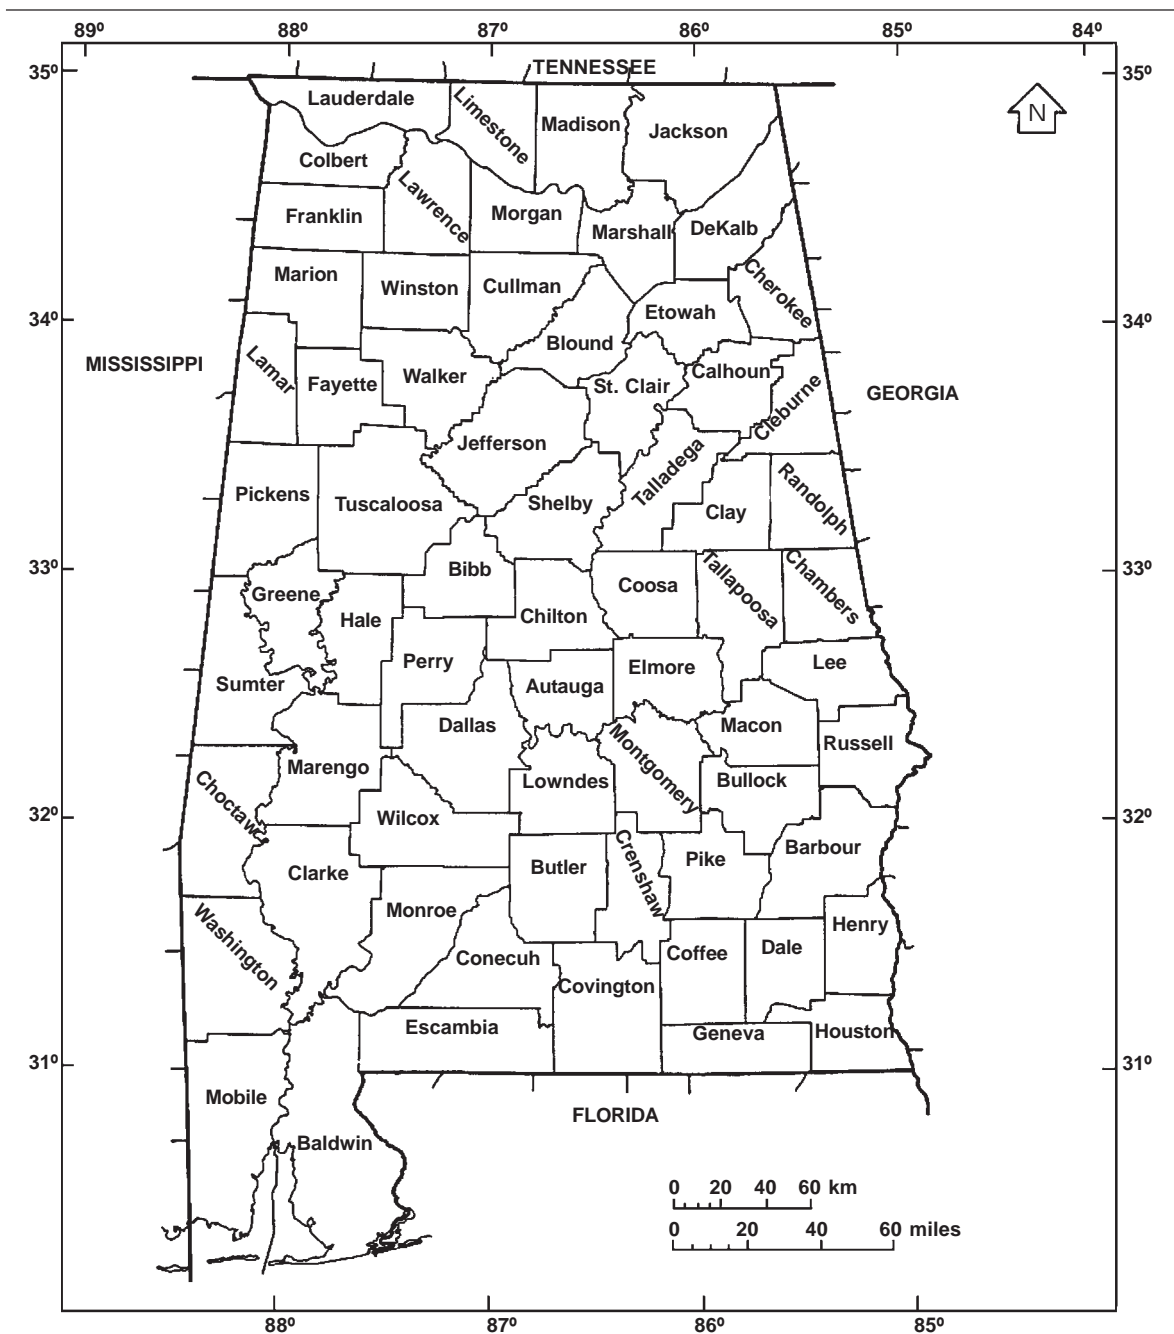 89º 88º 87º 86º 85º 84º
35º
35º
TENNESSEE
N
Lauderdale
Limestone
Madison
Jackson
Colbert
Lawrence
Franklin
Morgan
Marshall
DeKalb
Marion
Winston
Cullman
Cherokee
Etowah
34º
34º
Blound
MISSISSIPPI
Lamar
Fayette
Walker
St. Clair
Calhoun
Cleburne
GEORGIA
Jefferson
Talladega
Pickens
Tuscaloosa
Shelby
Clay
Randolph
33º
33º
Bibb
Greene
Hale
Chilton
Coosa
Tallapoosa
Chambers
Sumter
Perry
Autauga
Elmore
Lee
Dallas
Macon
Russell
Marengo
Lowndes
Montgomery
Bullock
Choctaw
32º
32º
Wilcox
Clarke
Butler
Crenshaw
Pike
Barbour
Monroe
Washington
Conecuh
Coffee
Dale
Henry
Covington
Escambia
Geneva
Houston
31º
31º
Mobile
FLORIDA
Baldwin
0 20 40 60 km
0 20 40 60 miles
88º 87º 86º 85º